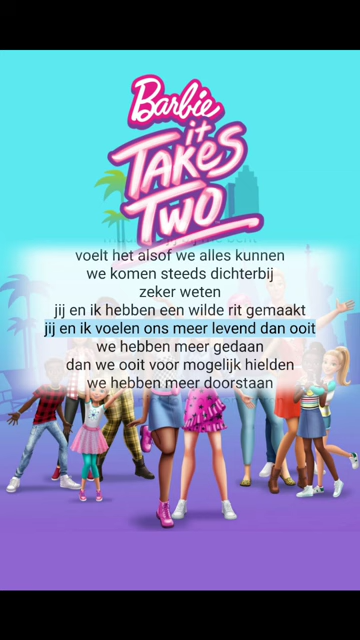 Barbie
it
TAKES
TWO
voelt het alsof we alles kunnen
we komen steeds dichterbij
zeker weten
jij en ik hebben een wilde rit gemaakt
jij en ik voelen ons meer levend dan ooit
we hebben meer gedaan
dan we ooit voor mogelijk hielden
we hebben meer doorstaan